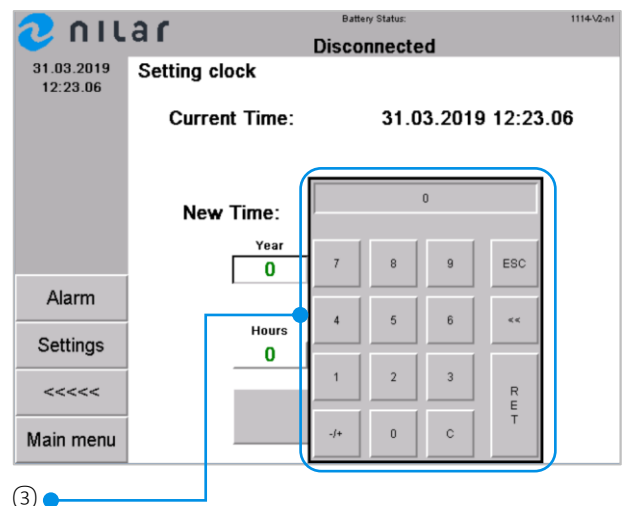 nilar
Battery Status:
1114-V2-n1
Disconnected
31.03.2019
12:23.06
Setting clock
Current Time: 31.03.2019 12:23.06
New Time:
Year
0
Hours
0
0
7 8 9 ESC
4 5 6 <<
1 2 3 RET
-/+ 0 C
Alarm
Settings
<<<<<
Main menu
3